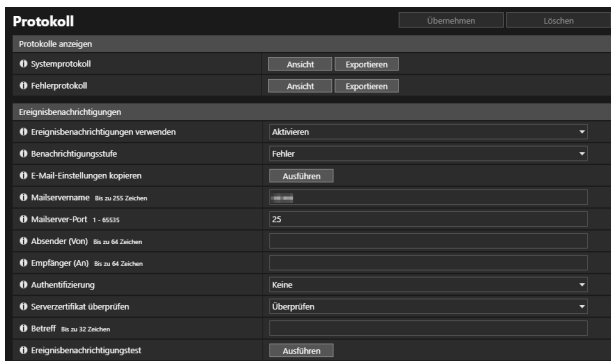 Protokoll
Übernehmen
Löschen
Protokolle anzeigen
Systemprotokoll
Ansicht
Exportieren
Fehlerprotokoll
Ansicht
Exportieren
Ereignisbenachrichtigungen
Ereignisbenachrichtigungen verwenden
Aktivieren
Benachrichtigungsstufe
Fehler
E-Mail-Einstellungen kopieren
Ausführen
Mailservername Bis zu 255 Zeichen
Mailserver-Port 1 - 65535
25
Absender (Von) Bis zu 64 Zeichen
Empfänger (An) Bis zu 64 Zeichen
Authentifizierung
Keine
Serverzertifikat überprüfen
Überprüfen
Betreff Bis zu 32 Zeichen
Ereignisbenachrichtigungstest
Ausführen